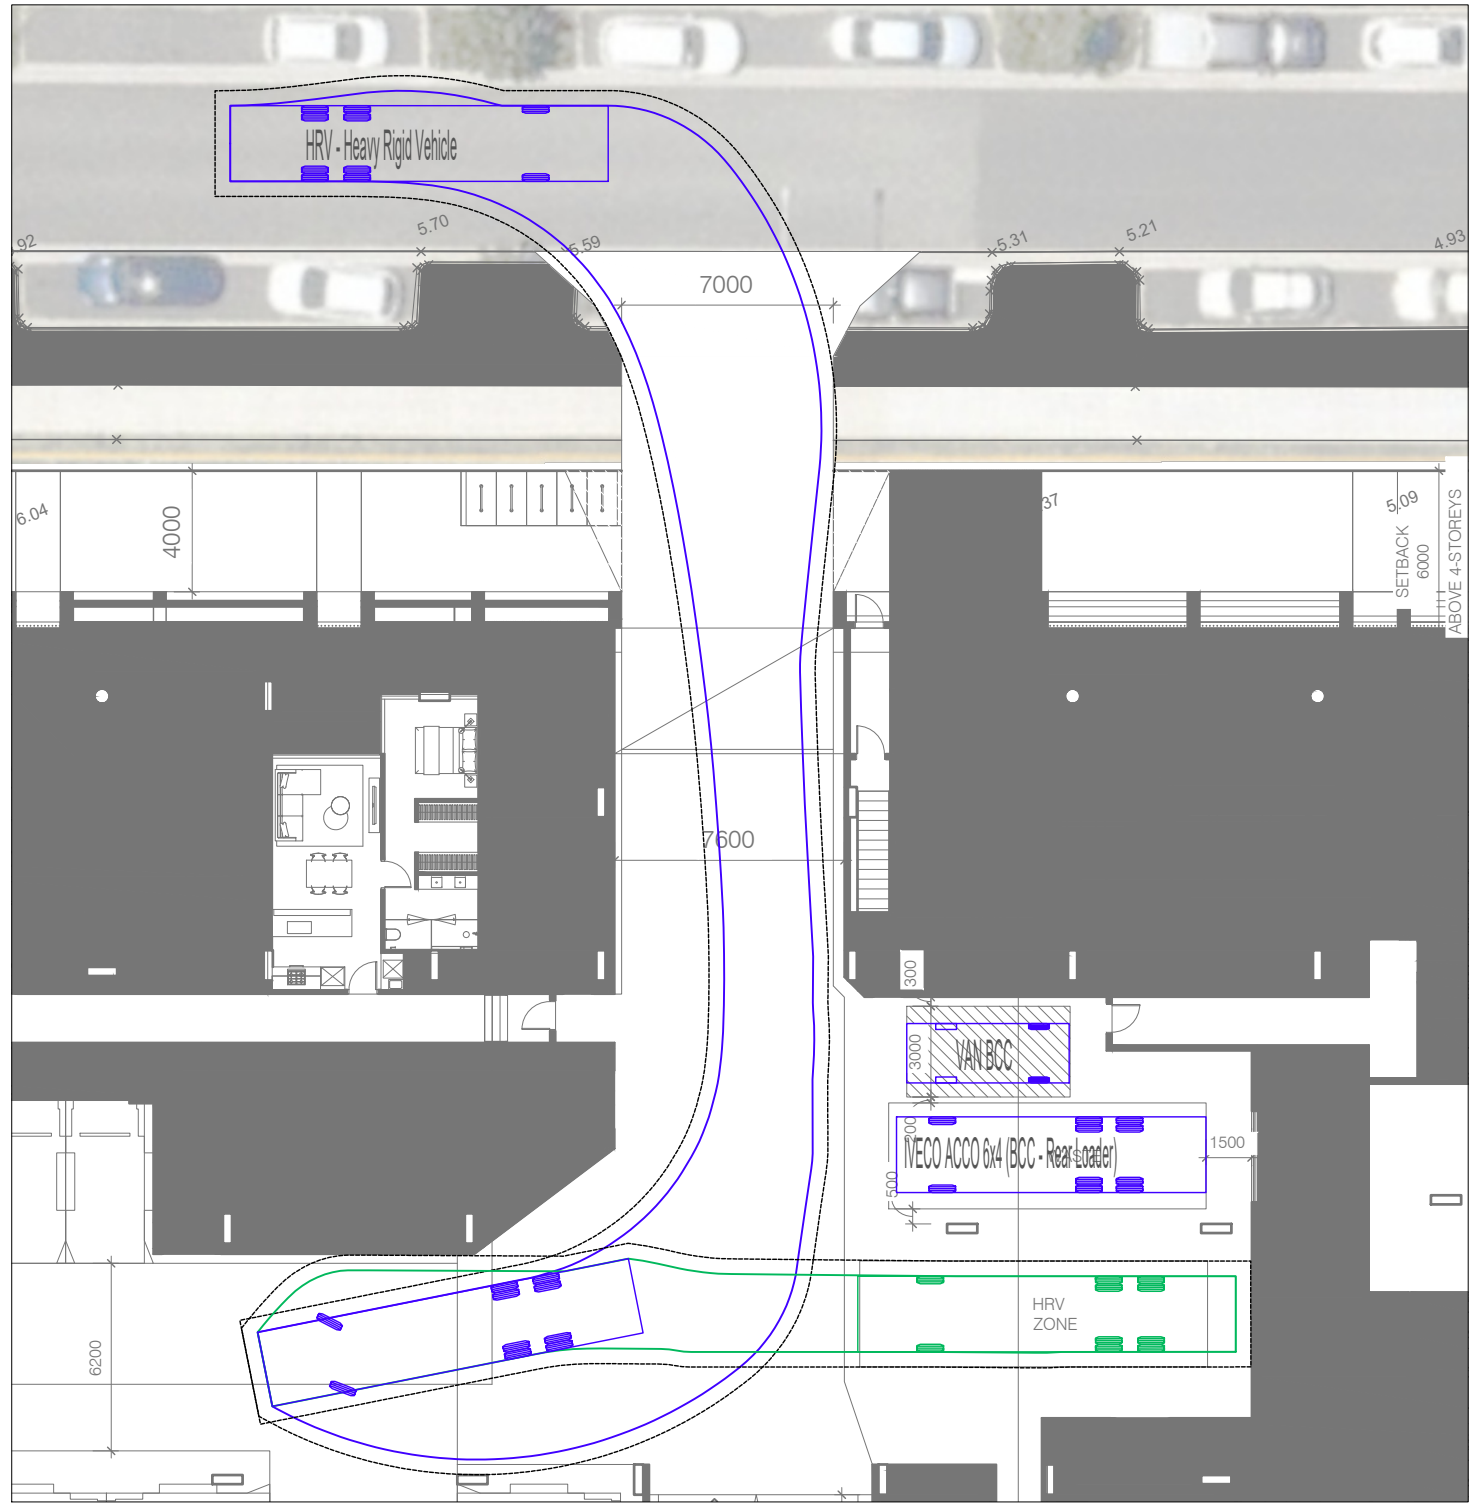 HRV - Heavy Rigid Vehicle
.92
5.70
5.59
5.31
5.21
4.93
7000
6.04
4000
37
5.09
SETBACK
6000
ABOVE 4-STOREYS
7600
300
3000
VAN BCC
200
IVECO ACCO 6x4 (BCC - Rear Loader)
1500
500
HRV
ZONE
6200